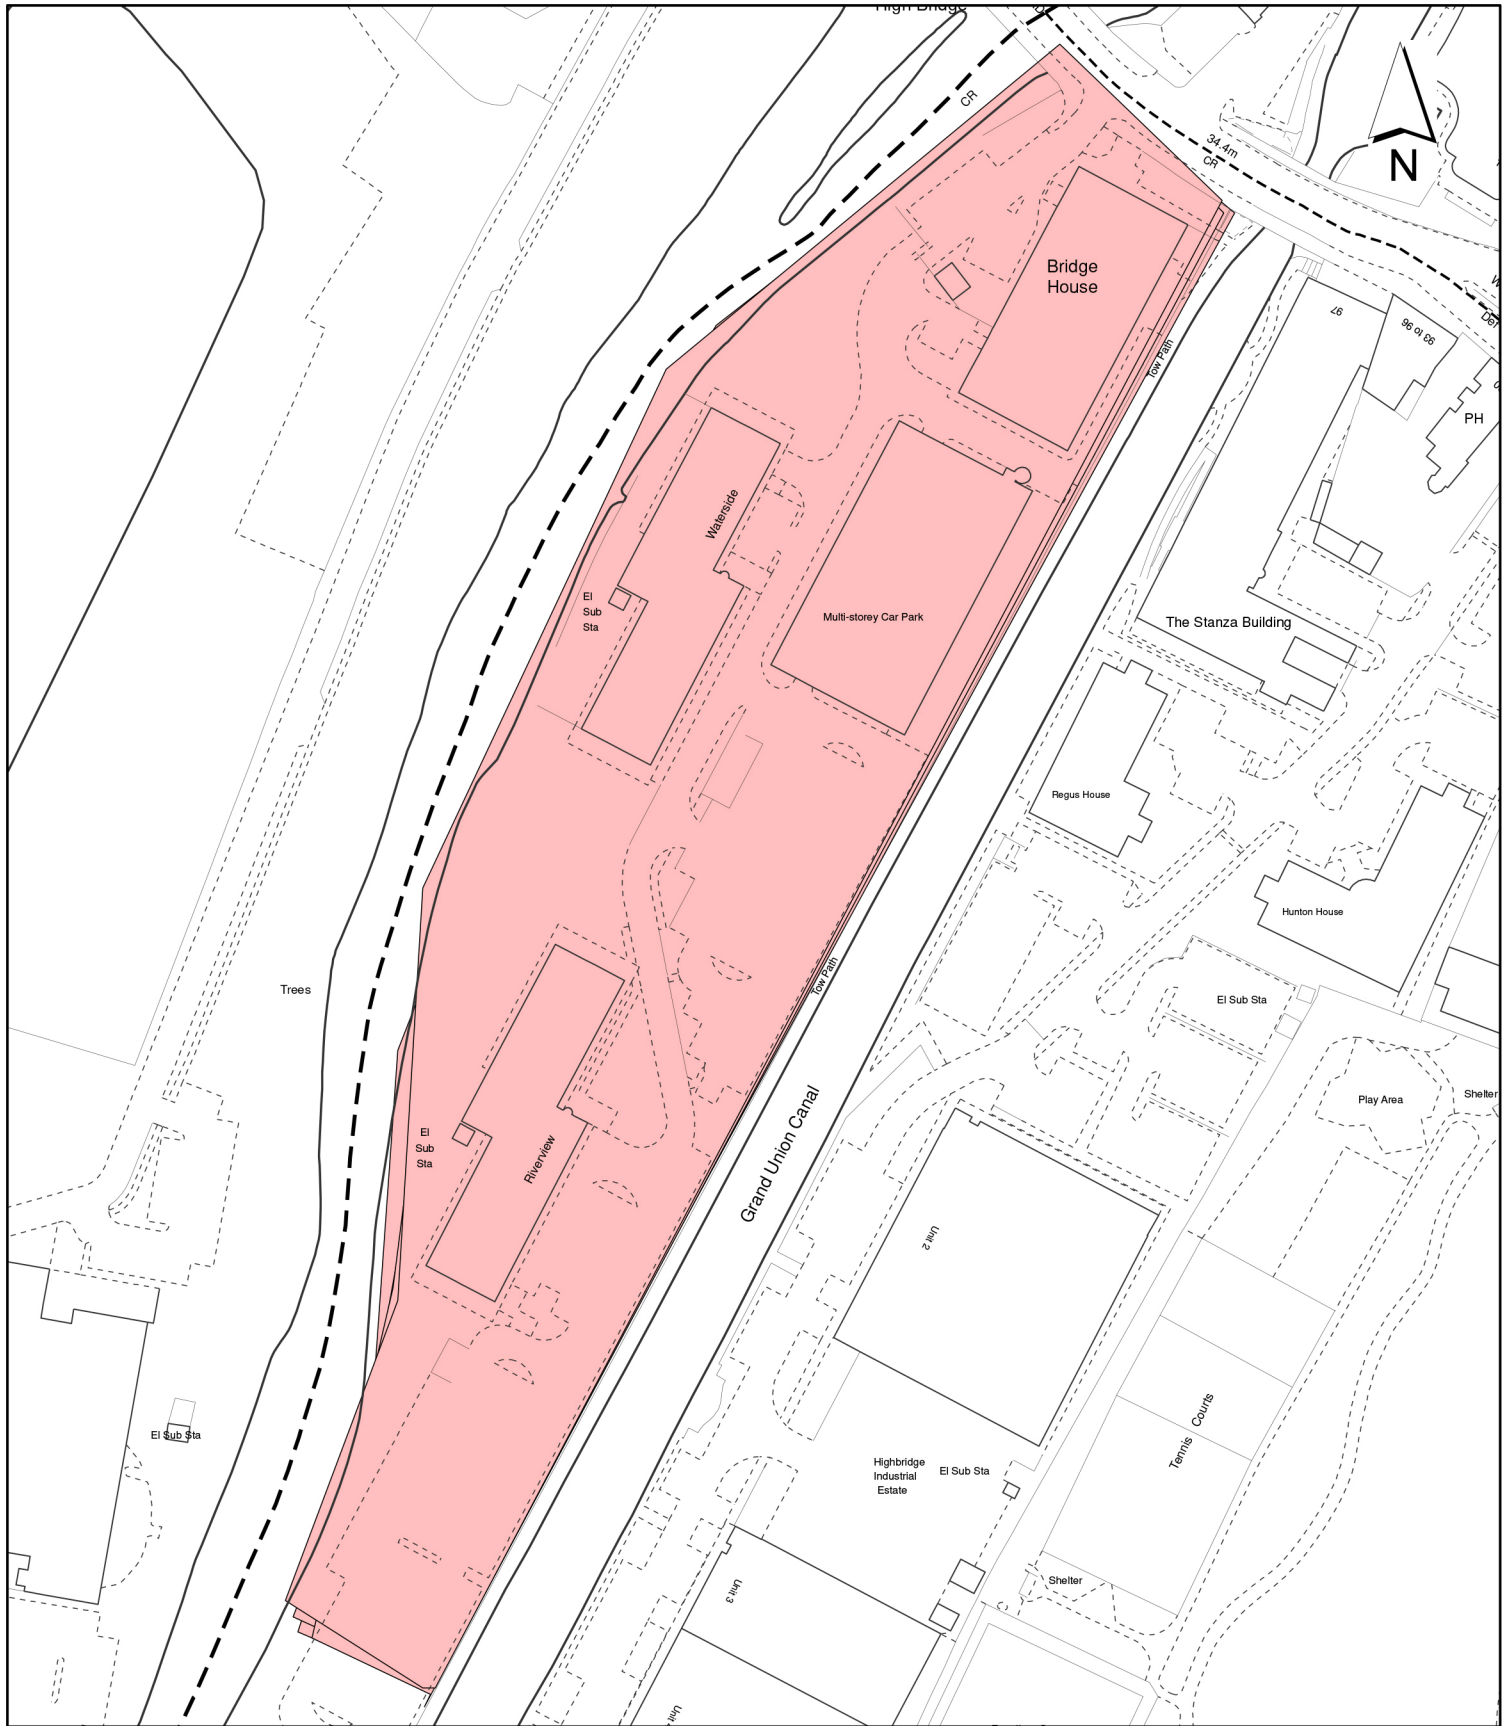 High Bridge
CR
34.4m
CR
N
Bridge
House
Tow Path
97
93 to 96
PH
Waterside
El
Sub
Sta
Multi-storey Car Park
The Stanza Building
Regus House
Hunton House
Trees
Tow Path
El Sub Sta
Grand Union Canal
Play Area
Shelter
El
Sub
Sta
Riverview
Unit 2
Tennis Courts
El Sub Sta
Highbridge
Industrial
Estate
El Sub Sta
Shelter
Unit 3
Unit